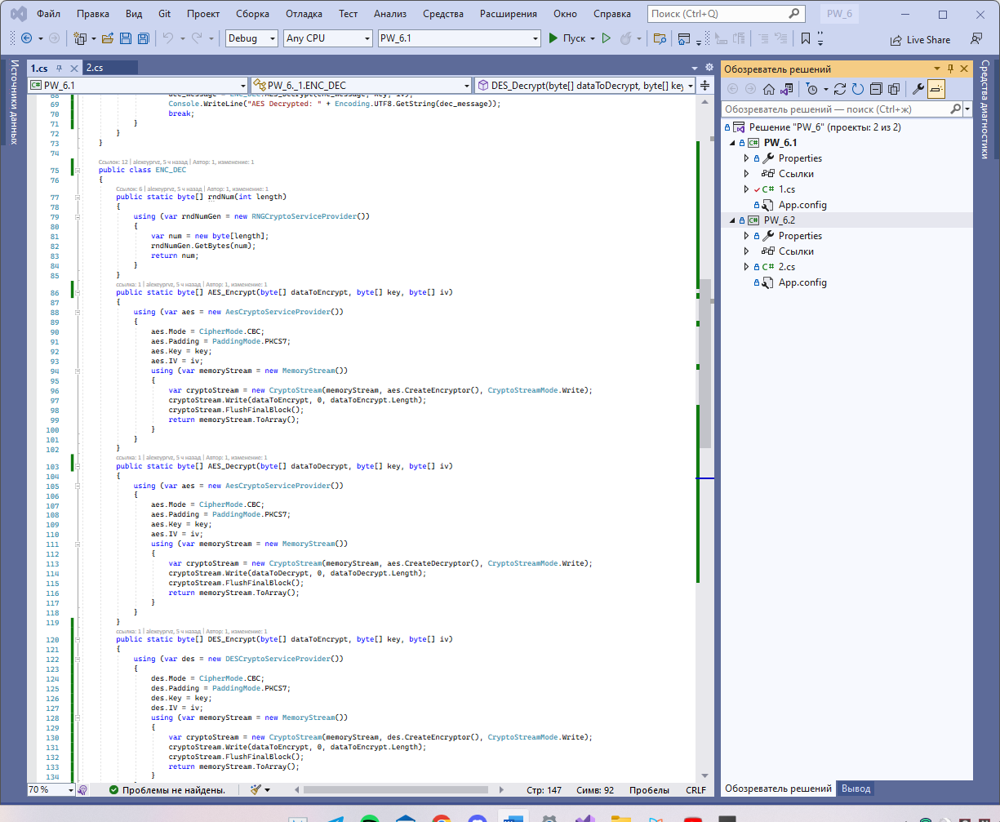 Файл Правка Вид Git Проект Сборка Отладка Тест Анализ Средства Расширения Окно Справка Поиск (Ctrl+Q) PW_6
Debug Any CPU PW_6.1 Пуск Live Share
Источники данных
1.cs 2.cs
PW_6.1 PW_6._1.ENC_DEC DES_Decrypt(byte[] dataToDecrypt, byte[] key
69 Console.WriteLine("AES Decrypted: " + Encoding.UTF8.GetString(dec_message));
70 break;
71 }
72 }
73 }
74
Ссылок: 12 | alexeyprvz, 5 ч назад | Автор: 1, изменение: 1
75 public class ENC_DEC
76 {
Ссылок: 6 | alexeyprvz, 5 ч назад | Автор: 1, изменение: 1
77 public static byte[] rndNum(int length)
78 {
79 using (var rndNumGen = new RNGCryptoServiceProvider())
80 {
81 var num = new byte[length];
82 rndNumGen.GetBytes(num);
83 return num;
84 }
85 }
ссылка: 1 | alexeyprvz, 5 ч назад | Автор: 1, изменение: 1
86 public static byte[] AES_Encrypt(byte[] dataToEncrypt, byte[] key, byte[] iv)
87 {
88 using (var aes = new AesCryptoServiceProvider())
89 {
90 aes.Mode = CipherMode.CBC;
91 aes.Padding = PaddingMode.PKCS7;
92 aes.Key = key;
93 aes.IV = iv;
94 using (var memoryStream = new MemoryStream())
95 {
96 var cryptoStream = new CryptoStream(memoryStream, aes.CreateEncryptor(), CryptoStreamMode.Write);
97 cryptoStream.Write(dataToEncrypt, 0, dataToEncrypt.Length);
98 cryptoStream.FlushFinalBlock();
99 return memoryStream.ToArray();
100 }
101 }
102 }
ссылка: 1 | alexeyprvz, 5 ч назад | Автор: 1, изменение: 1
103 public static byte[] AES_Decrypt(byte[] dataToDecrypt, byte[] key, byte[] iv)
104 {
105 using (var aes = new AesCryptoServiceProvider())
106 {
107 aes.Mode = CipherMode.CBC;
108 aes.Padding = PaddingMode.PKCS7;
109 aes.Key = key;
110 aes.IV = iv;
111 using (var memoryStream = new MemoryStream())
112 {
113 var cryptoStream = new CryptoStream(memoryStream, aes.CreateDecryptor(), CryptoStreamMode.Write);
114 cryptoStream.Write(dataToDecrypt, 0, dataToDecrypt.Length);
115 cryptoStream.FlushFinalBlock();
116 return memoryStream.ToArray();
117 }
118 }
119 }
ссылка: 1 | alexeyprvz, 5 ч назад | Автор: 1, изменение: 1
120 public static byte[] DES_Encrypt(byte[] dataToEncrypt, byte[] key, byte[] iv)
121 {
122 using (var des = new DESCryptoServiceProvider())
123 {
124 des.Mode = CipherMode.CBC;
125 des.Padding = PaddingMode.PKCS7;
126 des.Key = key;
127 des.IV = iv;
128 using (var memoryStream = new MemoryStream())
129 {
130 var cryptoStream = new CryptoStream(memoryStream, des.CreateEncryptor(), CryptoStreamMode.Write);
131 cryptoStream.Write(dataToEncrypt, 0, dataToEncrypt.Length);
132 cryptoStream.FlushFinalBlock();
133 return memoryStream.ToArray();
134 }
70 % Проблемы не найдены. Стр: 147 Симв: 92 Пробелы CRLF
Обозреватель решений
Обозреватель решений — поиск (Ctrl+ж)
Решение "PW_6" (проекты: 2 из 2)
C# PW_6.1
Properties
Ссылки
C# 1.cs
App.config
C# PW_6.2
Properties
Ссылки
C# 2.cs
App.config
Обозреватель решений Вывод
Средства диагностики